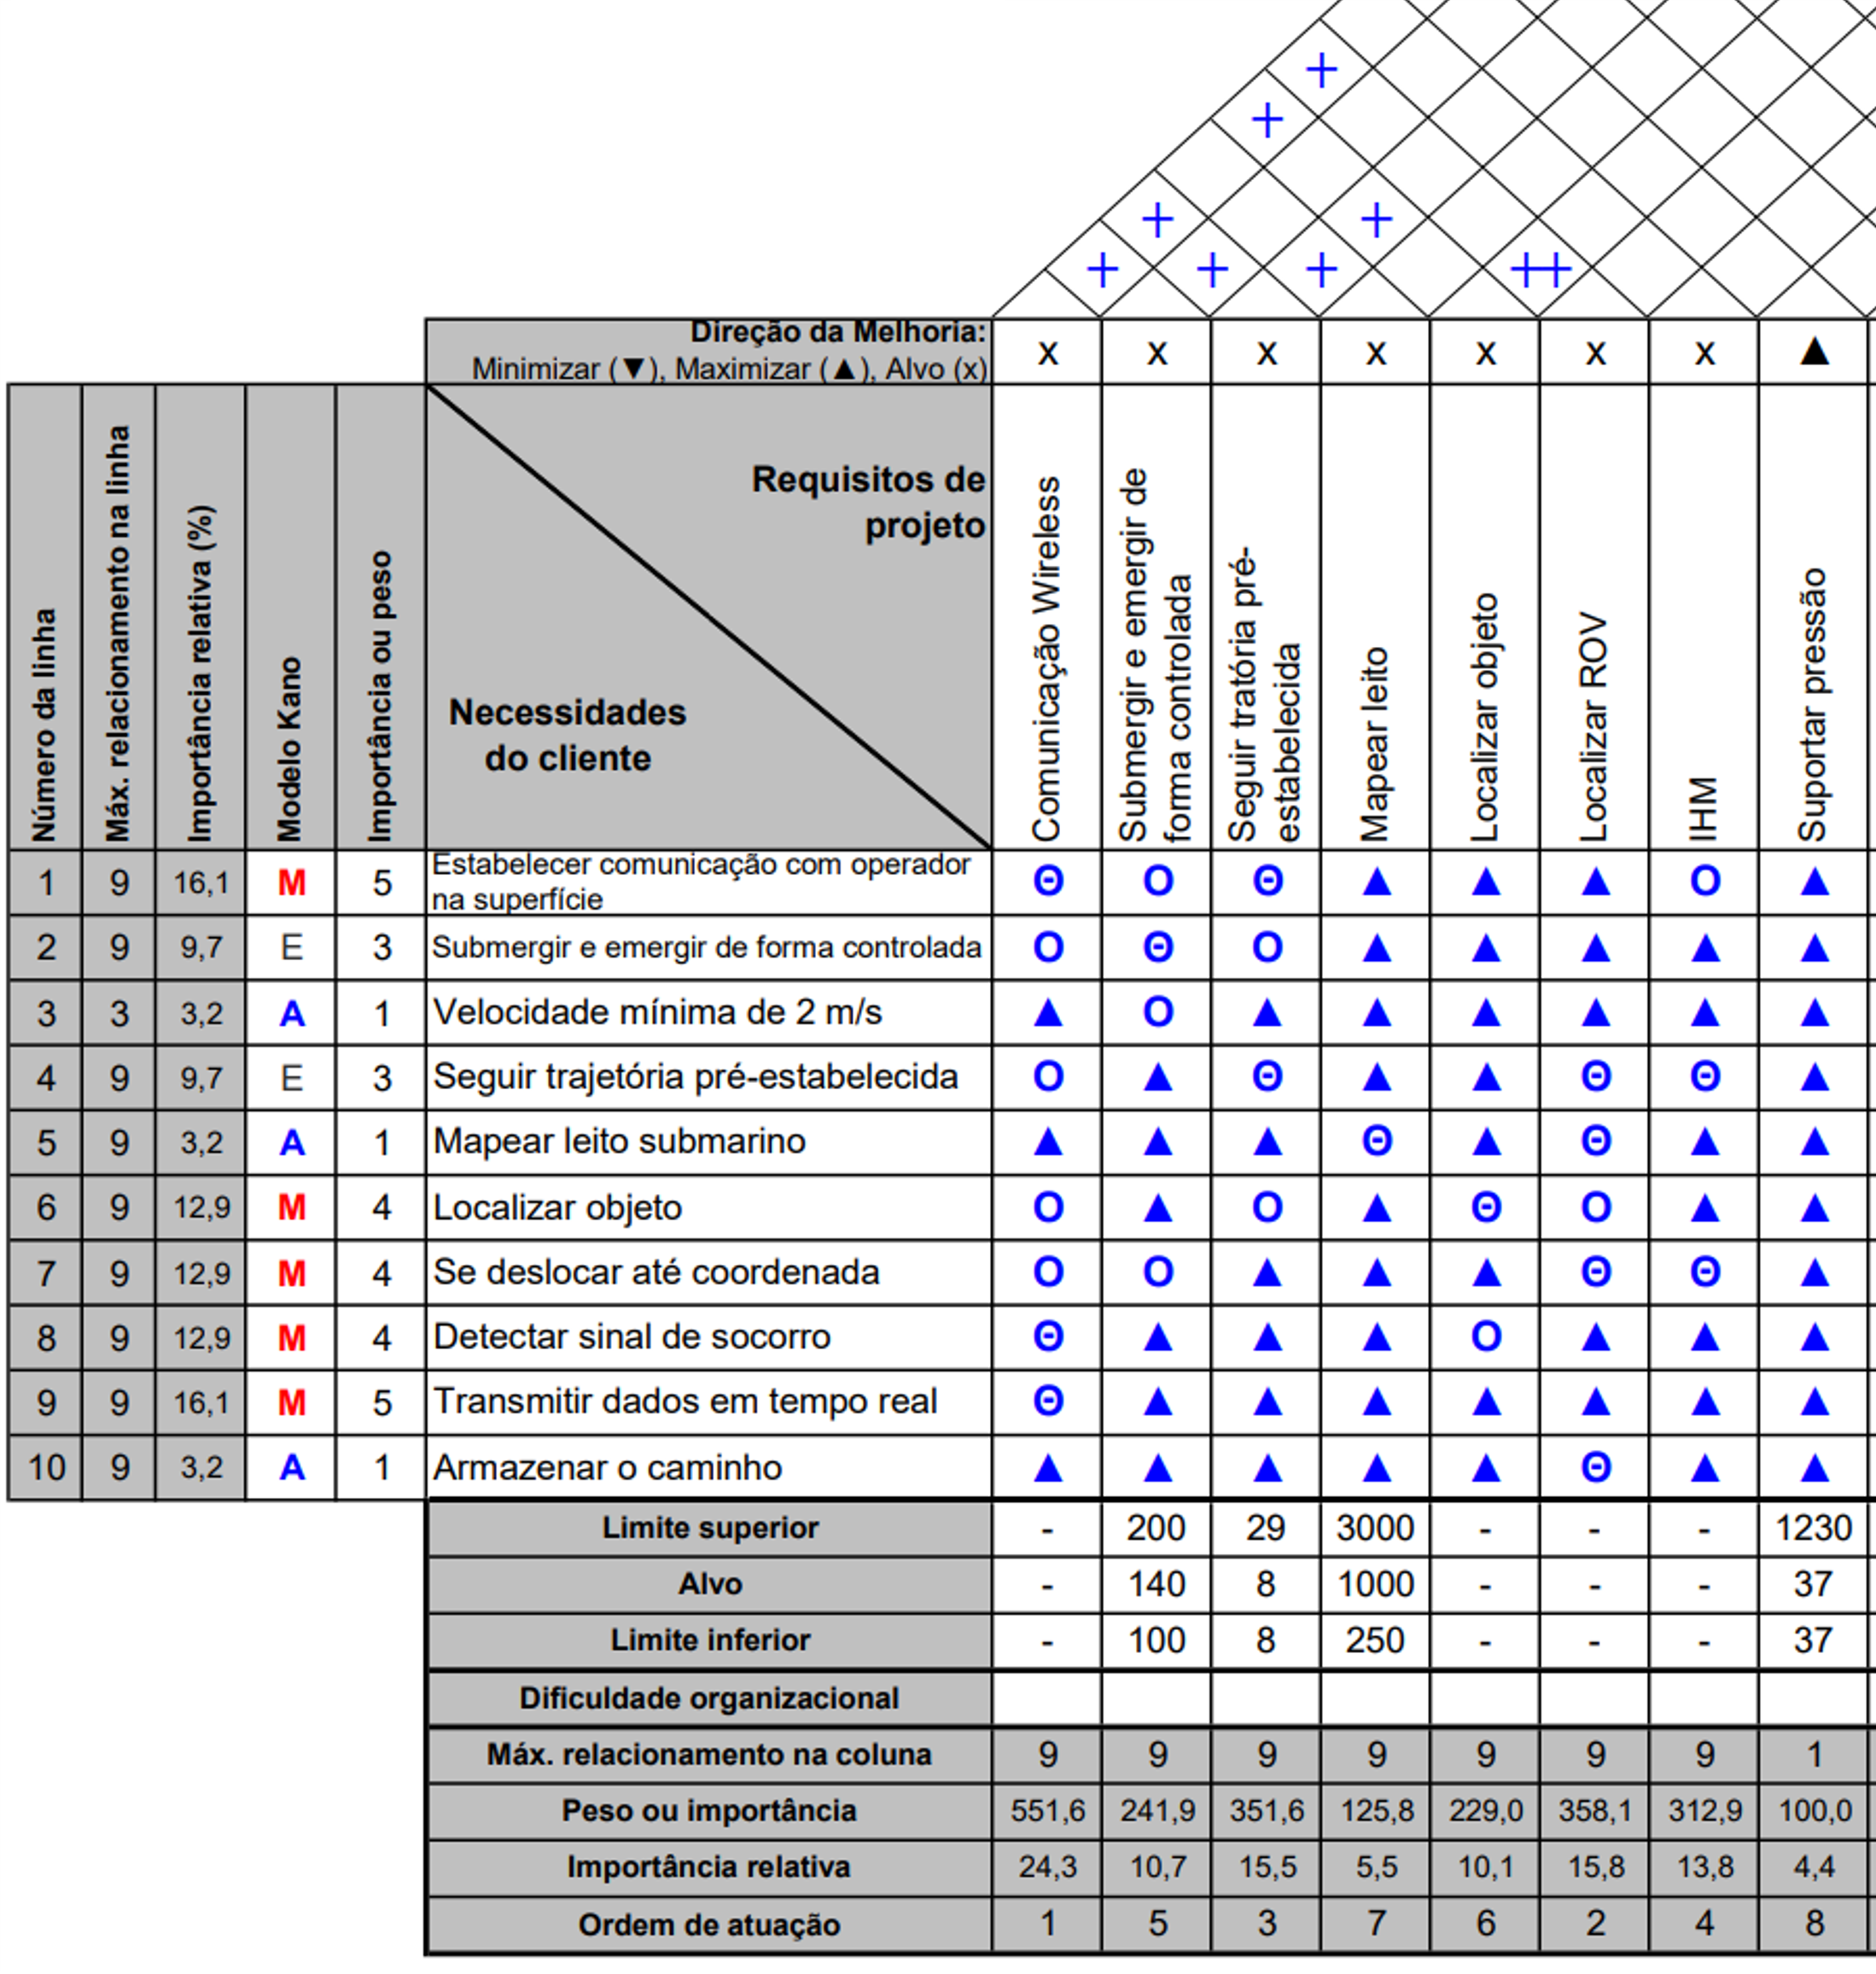 +
+
+ +
+ + + ++
Direção da Melhoria:
Minimizar (▼), Maximizar (▲), Alvo (x)
x x x x x x x ▲
Número da linha
Máx. relacionamento na linha
Importância relativa (%)
Modelo Kano
Importância ou peso
Requisitos de
projeto
Necessidades
do cliente
Comunicação Wireless
Submergir e emergir de
forma controlada
Seguir tratória pré-
estabelecida
Mapear leito
Localizar objeto
Localizar ROV
IHM
Suportar pressão
1 9 16,1 M 5 Estabelecer comunicação com operador
na superfície
Θ O Θ ▲ ▲ ▲ O ▲
2 9 9,7 E 3 Submergir e emergir de forma controlada O Θ O ▲ ▲ ▲ ▲ ▲
3 3 3,2 A 1 Velocidade mínima de 2 m/s ▲ O ▲ ▲ ▲ ▲ ▲ ▲
4 9 9,7 E 3 Seguir trajetória pré-estabelecida O ▲ Θ ▲ ▲ Θ Θ ▲
5 9 3,2 A 1 Mapear leito submarino ▲ ▲ ▲ Θ ▲ Θ ▲ ▲
6 9 12,9 M 4 Localizar objeto O ▲ O ▲ Θ O ▲ ▲
7 9 12,9 M 4 Se deslocar até coordenada O O ▲ ▲ ▲ Θ Θ ▲
8 9 12,9 M 4 Detectar sinal de socorro Θ ▲ ▲ ▲ O ▲ ▲ ▲
9 9 16,1 M 5 Transmitir dados em tempo real Θ ▲ ▲ ▲ ▲ ▲ ▲ ▲
10 9 3,2 A 1 Armazenar o caminho ▲ ▲ ▲ ▲ ▲ Θ ▲ ▲
Limite superior - 200 29 3000 - - - 1230
Alvo - 140 8 1000 - - - 37
Limite inferior - 100 8 250 - - - 37
Dificuldade organizacional
Máx. relacionamento na coluna 9 9 9 9 9 9 9 1
Peso ou importância 551,6 241,9 351,6 125,8 229,0 358,1 312,9 100,0
Importância relativa 24,3 10,7 15,5 5,5 10,1 15,8 13,8 4,4
Ordem de atuação 1 5 3 7 6 2 4 8